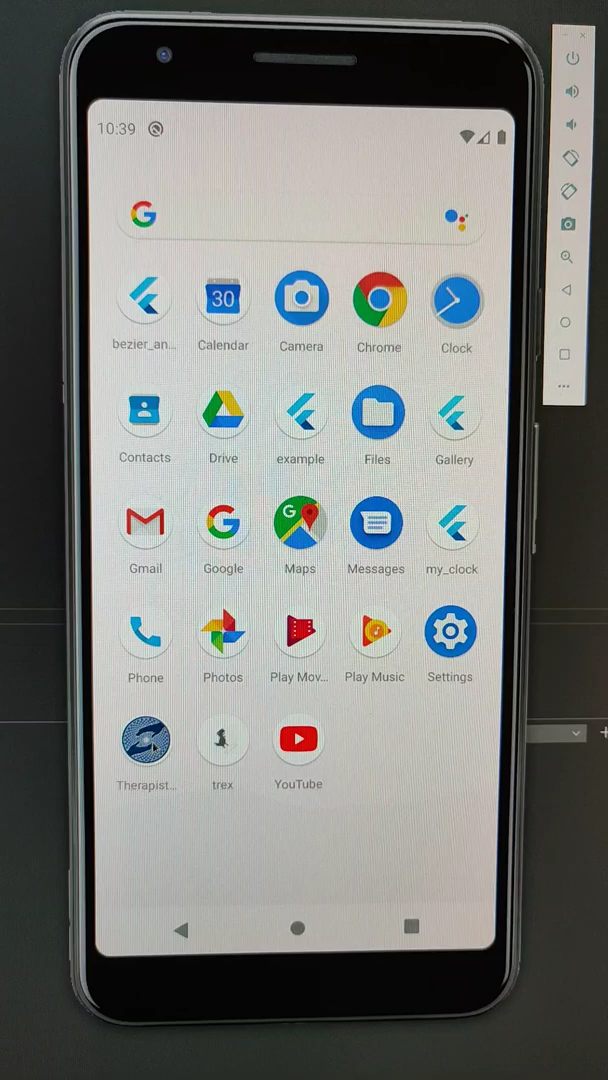 10:39
bezier_an...
Calendar
Camera
Chrome
Clock
30
Contacts
Drive
example
Files
Gallery
Gmail
Google
Maps
Messages
my_clock
Phone
Photos
Play Mov...
Play Music
Settings
Therapist...
trex
YouTube